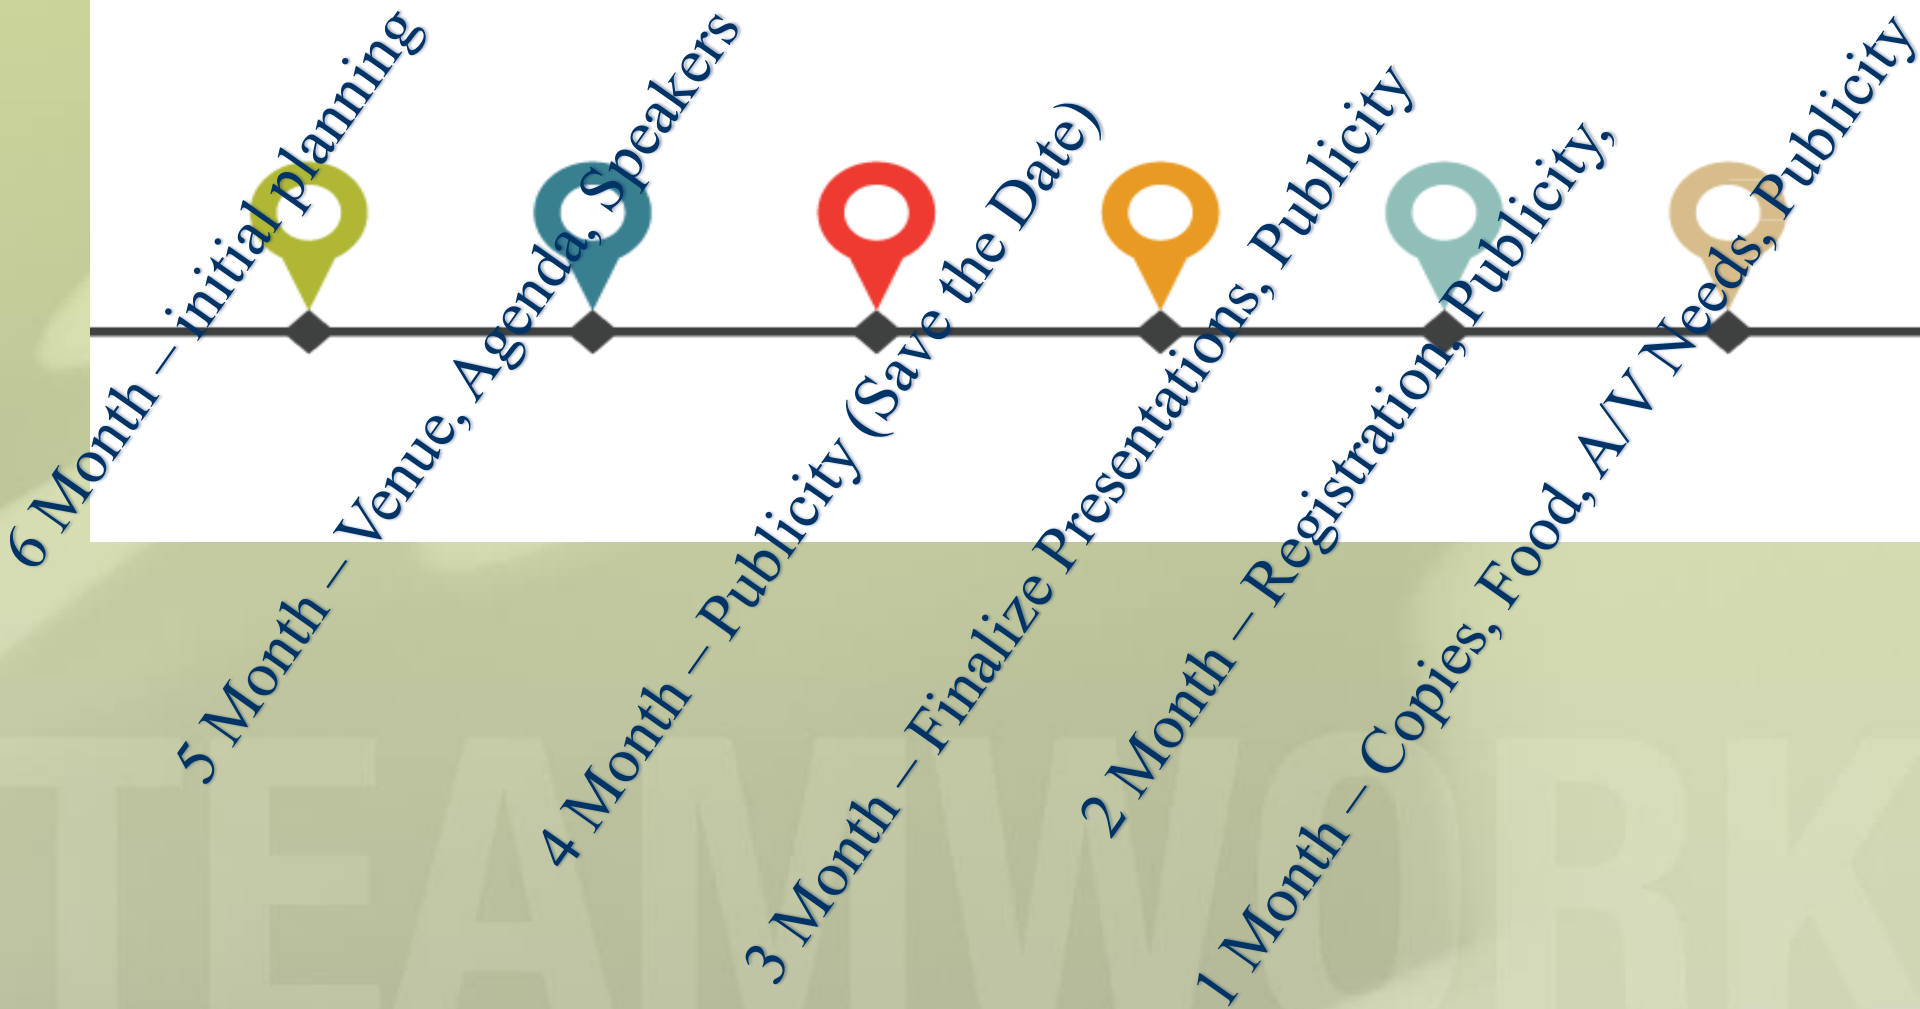 6 Month – initial planning
5 Month – Venue, Agenda, Speakers
4 Month – Publicity (Save the Date)
3 Month – Finalize Presentations, Publicity
2 Month – Registration, Publicity,
1 Month – Copies, Food, A/V Needs, Publicity
TEAMWORK